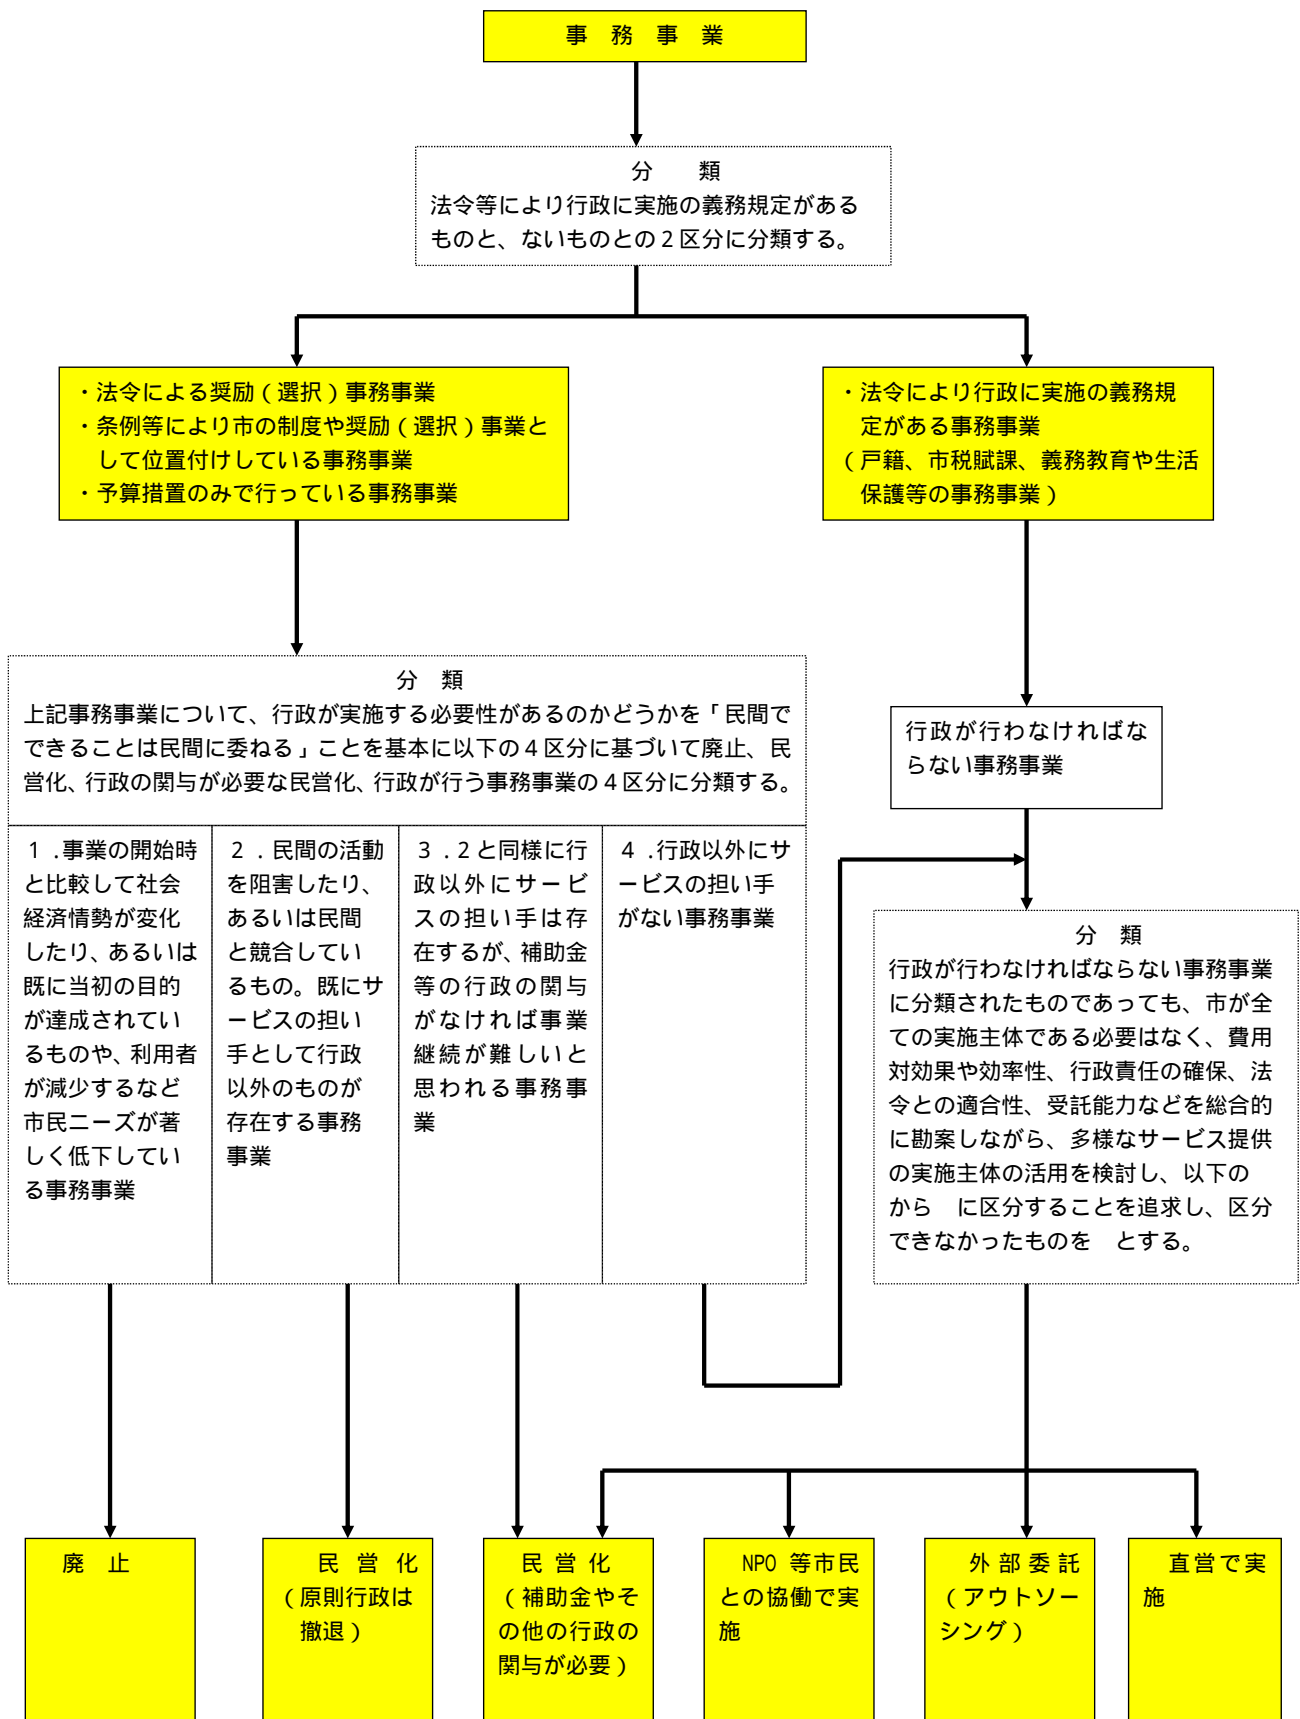 事 務 事 業
分　類
法令等により行政に実施の義務規定がある
ものと、ないものとの２区分に分類する。
・法令による奨励（選択）事務事業
・条例等により市の制度や奨励（選択）事業と
して位置付けしている事務事業
・予算措置のみで行っている事務事業
・法令により行政に実施の義務規
定がある事務事業
（戸籍、市税賦課、義務教育や生活
保護等の事務事業）
分　類
上記事務事業について、行政が実施する必要性があるのかどうかを「民間で
できることは民間に委ねる」ことを基本に以下の４区分に基づいて廃止、民
営化、行政の関与が必要な民営化、行政が行う事務事業の４区分に分類する。
１．事業の開始時
と比較して社会
経済情勢が変化
したり、あるいは
既に当初の目的
が達成されてい
るものや、利用者
が減少するなど
市民ニーズが著
しく低下してい
る事務事業
２．民間の活動
を阻害したり、
あるいは民間
と競合してい
るもの。既にサ
ービスの担い
手として行政
以外のものが
存在する事務
事業
３．２と同様に行
政以外にサービ
スの担い手は存
在するが、補助金
等の行政の関与
がなければ事業
継続が難しいと
思われる事務事
業
４．行政以外にサ
ービスの担い手
がない事務事業
行政が行わなければな
らない事務事業
分　類
行政が行わなければならない事務事業
に分類されたものであっても、市が全
ての実施主体である必要はなく、費用
対効果や効率性、行政責任の確保、法
令との適合性、受託能力などを総合的
に勘案しながら、多様なサービス提供
の実施主体の活用を検討し、以下の
から　に区分することを追求し、区分
できなかったものを　とする。
廃 止
民 営 化
（原則行政は
撤退）
民 営 化
（補助金やそ
の他の行政の
関与が必要）
NPO 等市民
との協働で実
施
外部委託
（アウトソー
シング）
直営で実
施